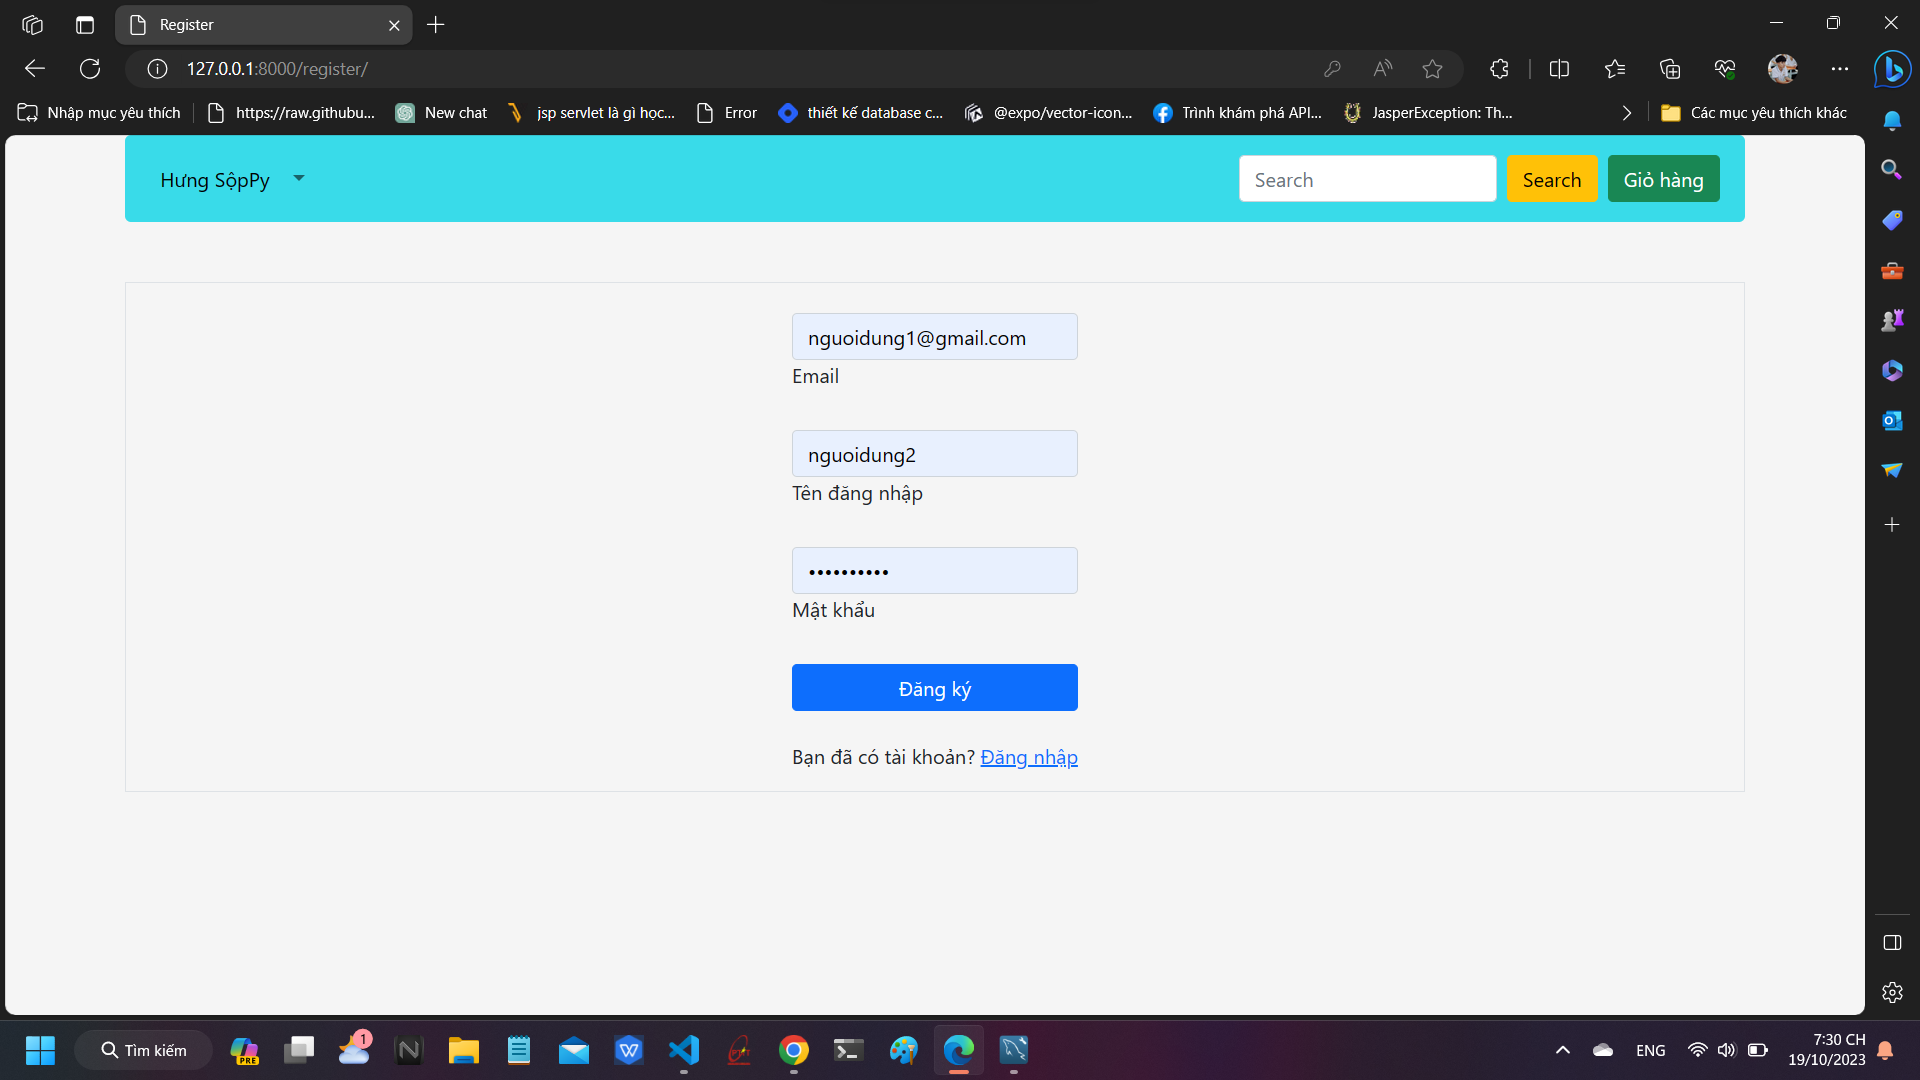 Register
127.0.0.1:8000/register/
Nhập mục yêu thích
https://raw.githubu...
New chat
jsp servlet là gì học...
Error
thiết kế database c...
@expo/vector-icon...
Trình khám phá API...
JasperException: Th...
Các mục yêu thích khác
Hưng SộpPy
Search
Search
Giỏ hàng
nguoidung1@gmail.com
Email
nguoidung2
Tên đăng nhập
••••••••••
Mật khẩu
Đăng ký
Bạn đã có tài khoản? Đăng nhập
Tìm kiếm
PRE
1
ENG
7:30 CH
19/10/2023